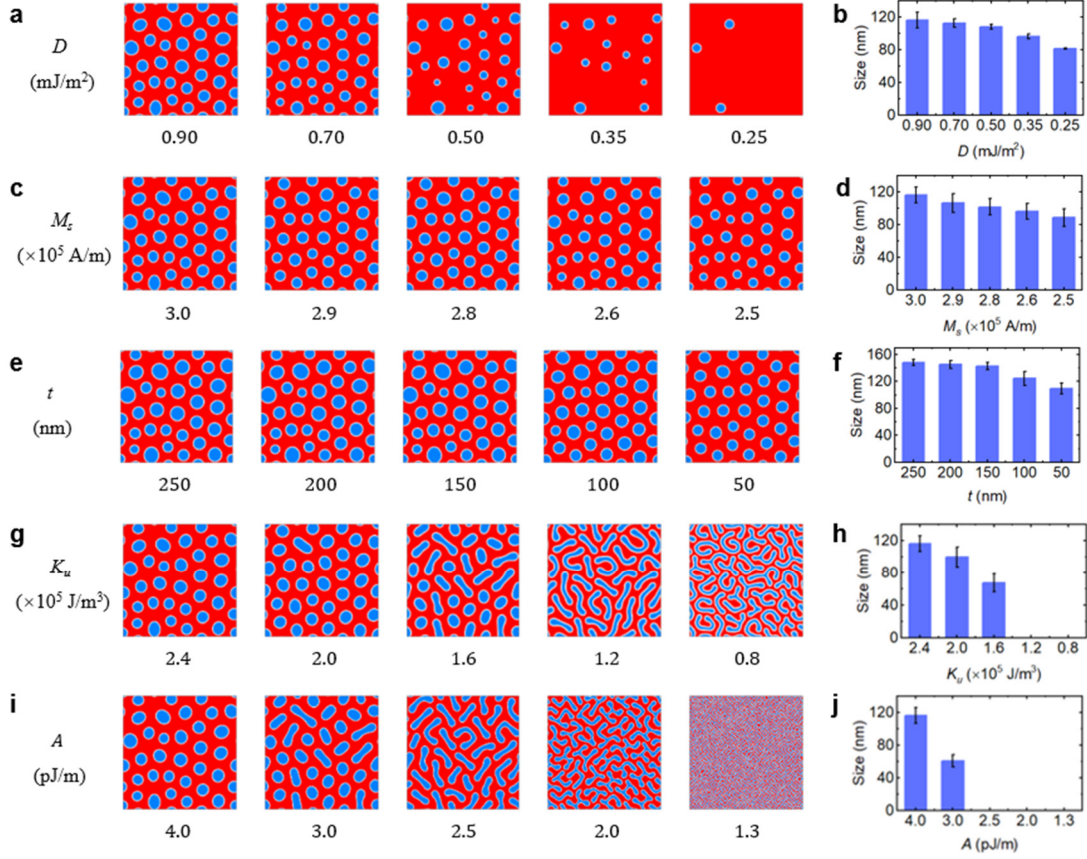 a
D
(mJ/m²)
0.90 0.70 0.50 0.35 0.25
b
Size (nm)
120
80
40
0
0.90 0.70 0.50 0.35 0.25
D (mJ/m²)
c
Ms
(×10⁵ A/m)
3.0 2.9 2.8 2.6 2.5
d
Size (nm)
120
80
40
0
3.0 2.9 2.8 2.6 2.5
Ms (×10⁵ A/m)
e
t
(nm)
250 200 150 100 50
f
Size (nm)
160
120
80
40
0
250 200 150 100 50
t (nm)
g
Ku
(×10⁵ J/m³)
2.4 2.0 1.6 1.2 0.8
h
Size (nm)
120
80
40
0
2.4 2.0 1.6 1.2 0.8
Ku (×10⁵ J/m³)
i
A
(pJ/m)
4.0 3.0 2.5 2.0 1.3
j
Size (nm)
120
80
40
0
4.0 3.0 2.5 2.0 1.3
A (pJ/m)